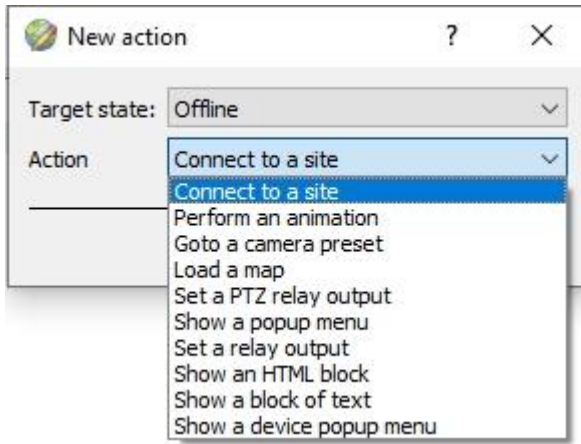 New action ?
Target state: Offline
Action Connect to a site
Connect to a site
Perform an animation
Goto a camera preset
Load a map
Set a PTZ relay output
Show a popup menu
Set a relay output
Show an HTML block
Show a block of text
Show a device popup menu